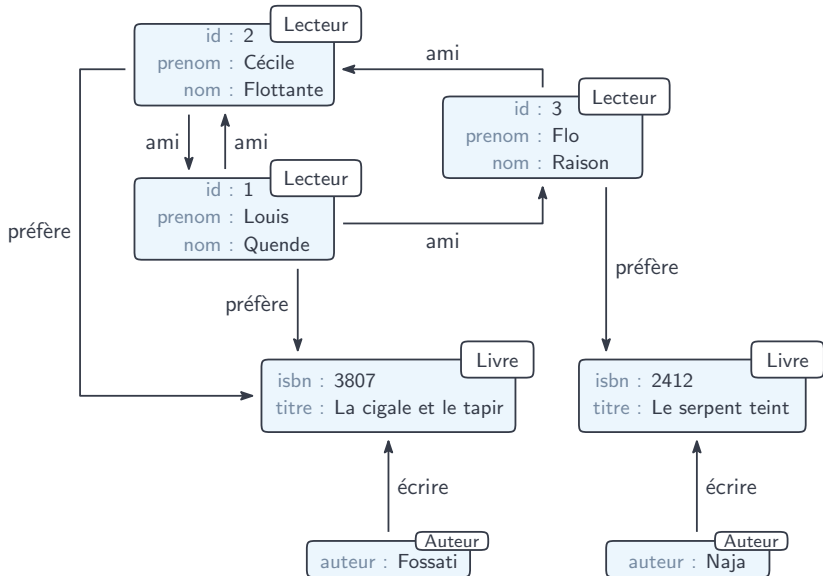 Lecteur
id : 2
prenom : Cécile
nom : Flottante
ami
Lecteur
id : 3
prenom : Flo
nom : Raison
ami
ami
Lecteur
id : 1
prenom : Louis
nom : Quende
préfère
ami
préfère
préfère
Livre
isbn : 3807
titre : La cigale et le tapir
Livre
isbn : 2412
titre : Le serpent teint
écrire
écrire
Auteur
auteur : Fossati
Auteur
auteur : Naja